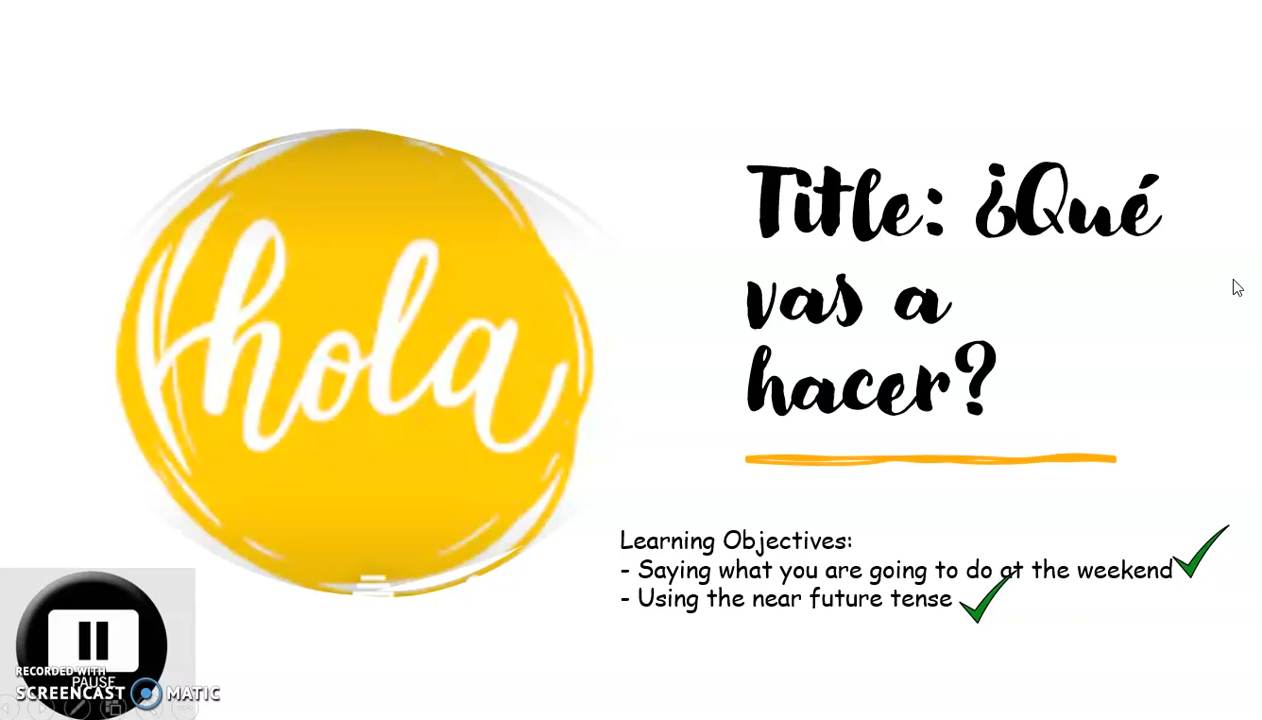 hola
Title: ¿Qué
vas a
hacer?
Learning Objectives:
- Saying what you are going to do at the weekend
- Using the near future tense
PAUSE
RECORDED WITH
SCREENCAST MATIC